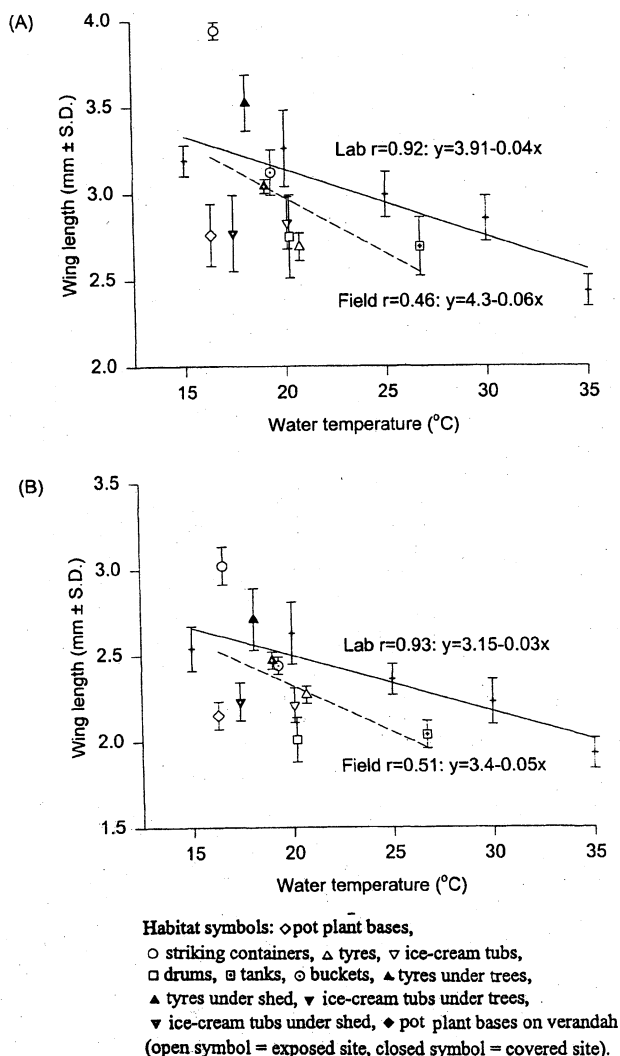 (A)
4.0
3.5
3.0
2.5
2.0
Wing length (mm ± S.D.)
Lab r=0.92: y=3.91-0.04x
Field r=0.46: y=4.3-0.06x
15 20 25 30 35
Water temperature (°C)
(B)
3.5
3.0
2.5
2.0
1.5
Wing length (mm ± S.D.)
Lab r=0.93: y=3.15-0.03x
Field r=0.51: y=3.4-0.05x
15 20 25 30 35
Water temperature (°C)
Habitat symbols: ◇pot plant bases,
○ striking containers, △ tyres, ▽ ice-cream tubs,
□ drums, ⊡ tanks, ⊙ buckets, ▲ tyres under trees,
▲ tyres under shed, ▼ ice-cream tubs under trees,
▼ ice-cream tubs under shed, ◆ pot plant bases on verandah
(open symbol = exposed site, closed symbol = covered site).